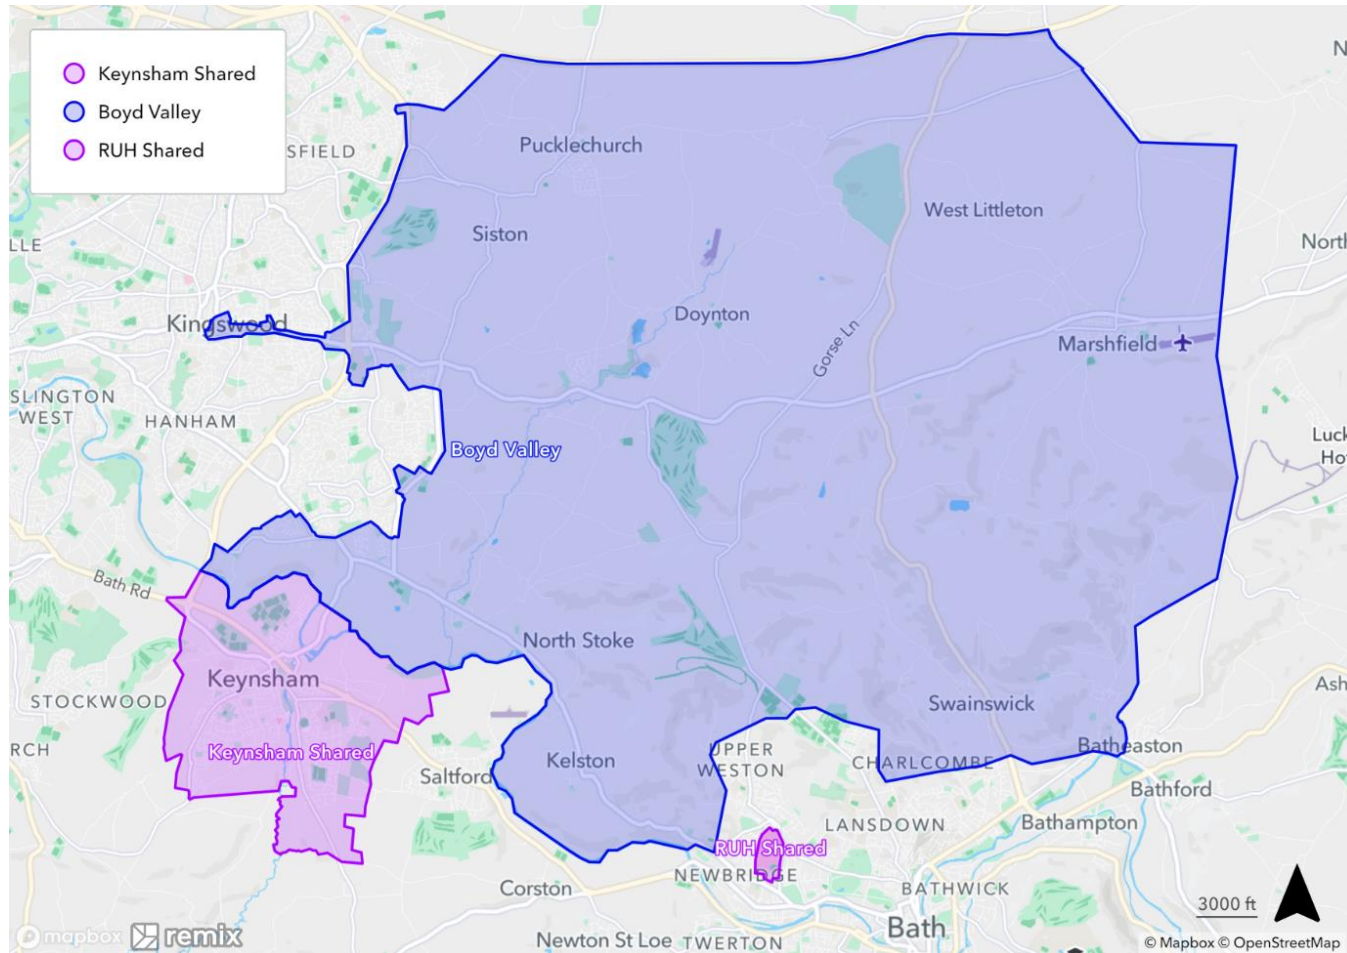 Keynsham Shared
Boyd Valley
RUH Shared
SFIELD
Pucklechurch
West Littleton
Siston
LLE
North
Doynton
Kingswood
Gorse Ln
Marshfield
SLINGTON
WEST
HANHAM
Luck
Ho
Boyd Valley
Bath Rd
North Stoke
Keynsham
STOCKWOOD
Ash
Swainswick
RCH
Keynsham Shared
Kelston
UPPER
WESTON
CHARLCOMBE
Batheaston
Saltford
Bathford
LANSDOWN
Bathampton
RUH Shared
NEWBRIDGE
Corston
BATHWICK
3000 ft
Bath
mapbox
remix
Newton St Loe
TWERTON
© Mapbox © OpenStreetMap